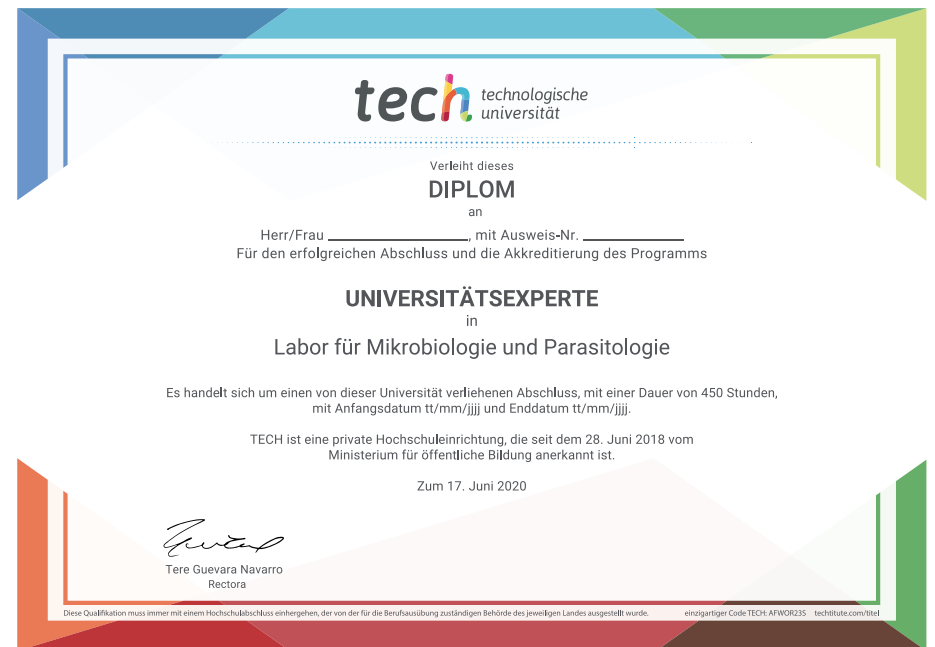 tech technologische
universität
Verleiht dieses
DIPLOM
an
Herr/Frau ____________, mit Ausweis-Nr. ____________
Für den erfolgreichen Abschluss und die Akkreditierung des Programms
UNIVERSITÄTSEXPERTE
in
Labor für Mikrobiologie und Parasitologie
Es handelt sich um einen von dieser Universität verliehenen Abschluss, mit einer Dauer von 450 Stunden,
mit Anfangsdatum tt/mm/jjjj und Enddatum tt/mm/jjjj.
TECH ist eine private Hochschuleinrichtung, die seit dem 28. Juni 2018 vom
Ministerium für öffentliche Bildung anerkannt ist.
Zum 17. Juni 2020
Tere Guevara Navarro
Rectora
Diese Qualifikation muss immer mit einem Hochschulabschluss einhergehen, der von der für die Berufsausübung zuständigen Behörde des jeweiligen Landes ausgestellt wurde. einzigartiger Code TECH: AFWOR235 techtitute.com/titel